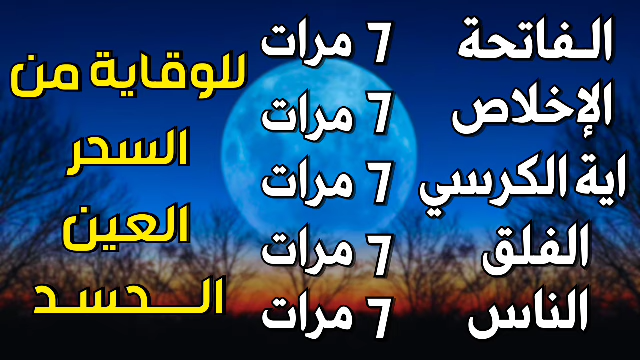 الفاتحة 7 مرات
الإخلاص 7 مرات
اية الكرسي 7 مرات
الفلق 7 مرات
الناس 7 مرات
للوقاية من
السحر
العين
الـــحســد